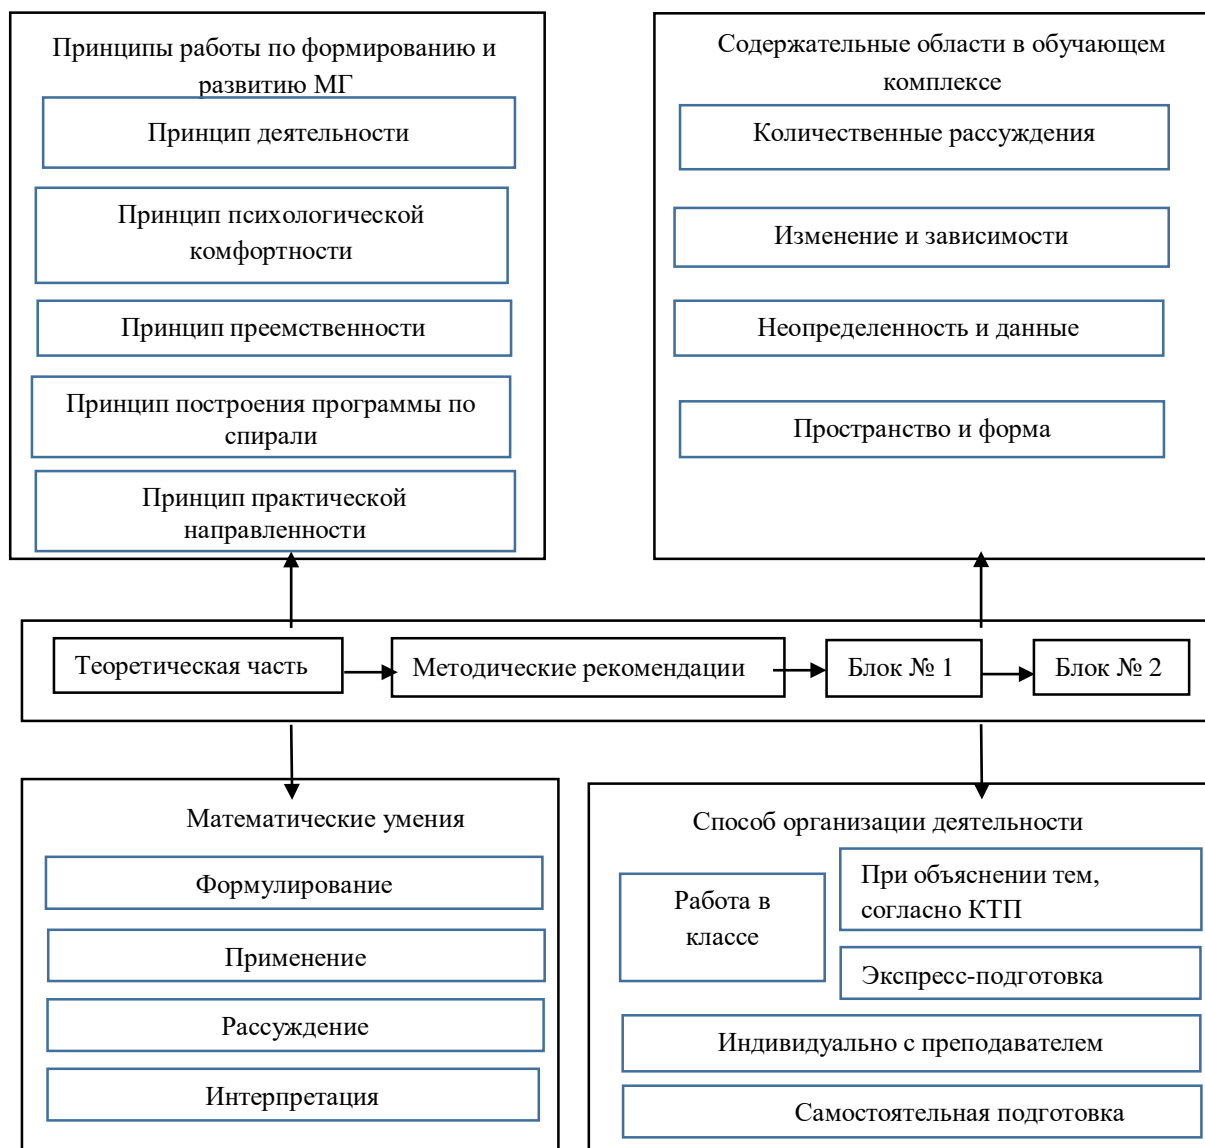 Принципы работы по формированию и
развитию МГ
Принцип деятельности
Принцип психологической
комфортности
Принцип преемственности
Принцип построения программы по
спирали
Принцип практической
направленности
Содержательные области в обучающем
комплексе
Количественные рассуждения
Изменение и зависимости
Неопределенность и данные
Пространство и форма
Теоретическая часть
Методические рекомендации
Блок № 1
Блок № 2
Математические умения
Формулирование
Применение
Рассуждение
Интерпретация
Способ организации деятельности
Работа в
классе
При объяснении тем,
согласно КТП
Экспресс-подготовка
Индивидуально с преподавателем
Самостоятельная подготовка